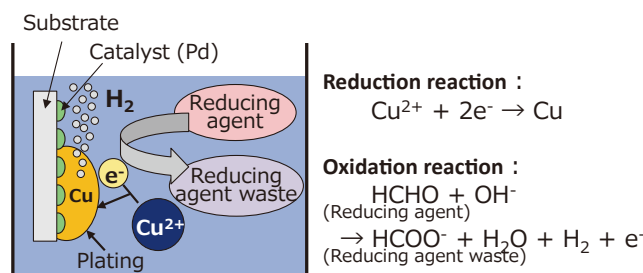 Substrate
Catalyst (Pd)
H₂
Reducing
agent
Reducing
agent waste
e⁻
Cu
Cu²⁺
Plating
Reduction reaction :
Cu²⁺ + 2e⁻ → Cu
Oxidation reaction :
HCHO + OH⁻
(Reducing agent)
→ HCOO⁻ + H₂O + H₂ + e⁻
(Reducing agent waste)